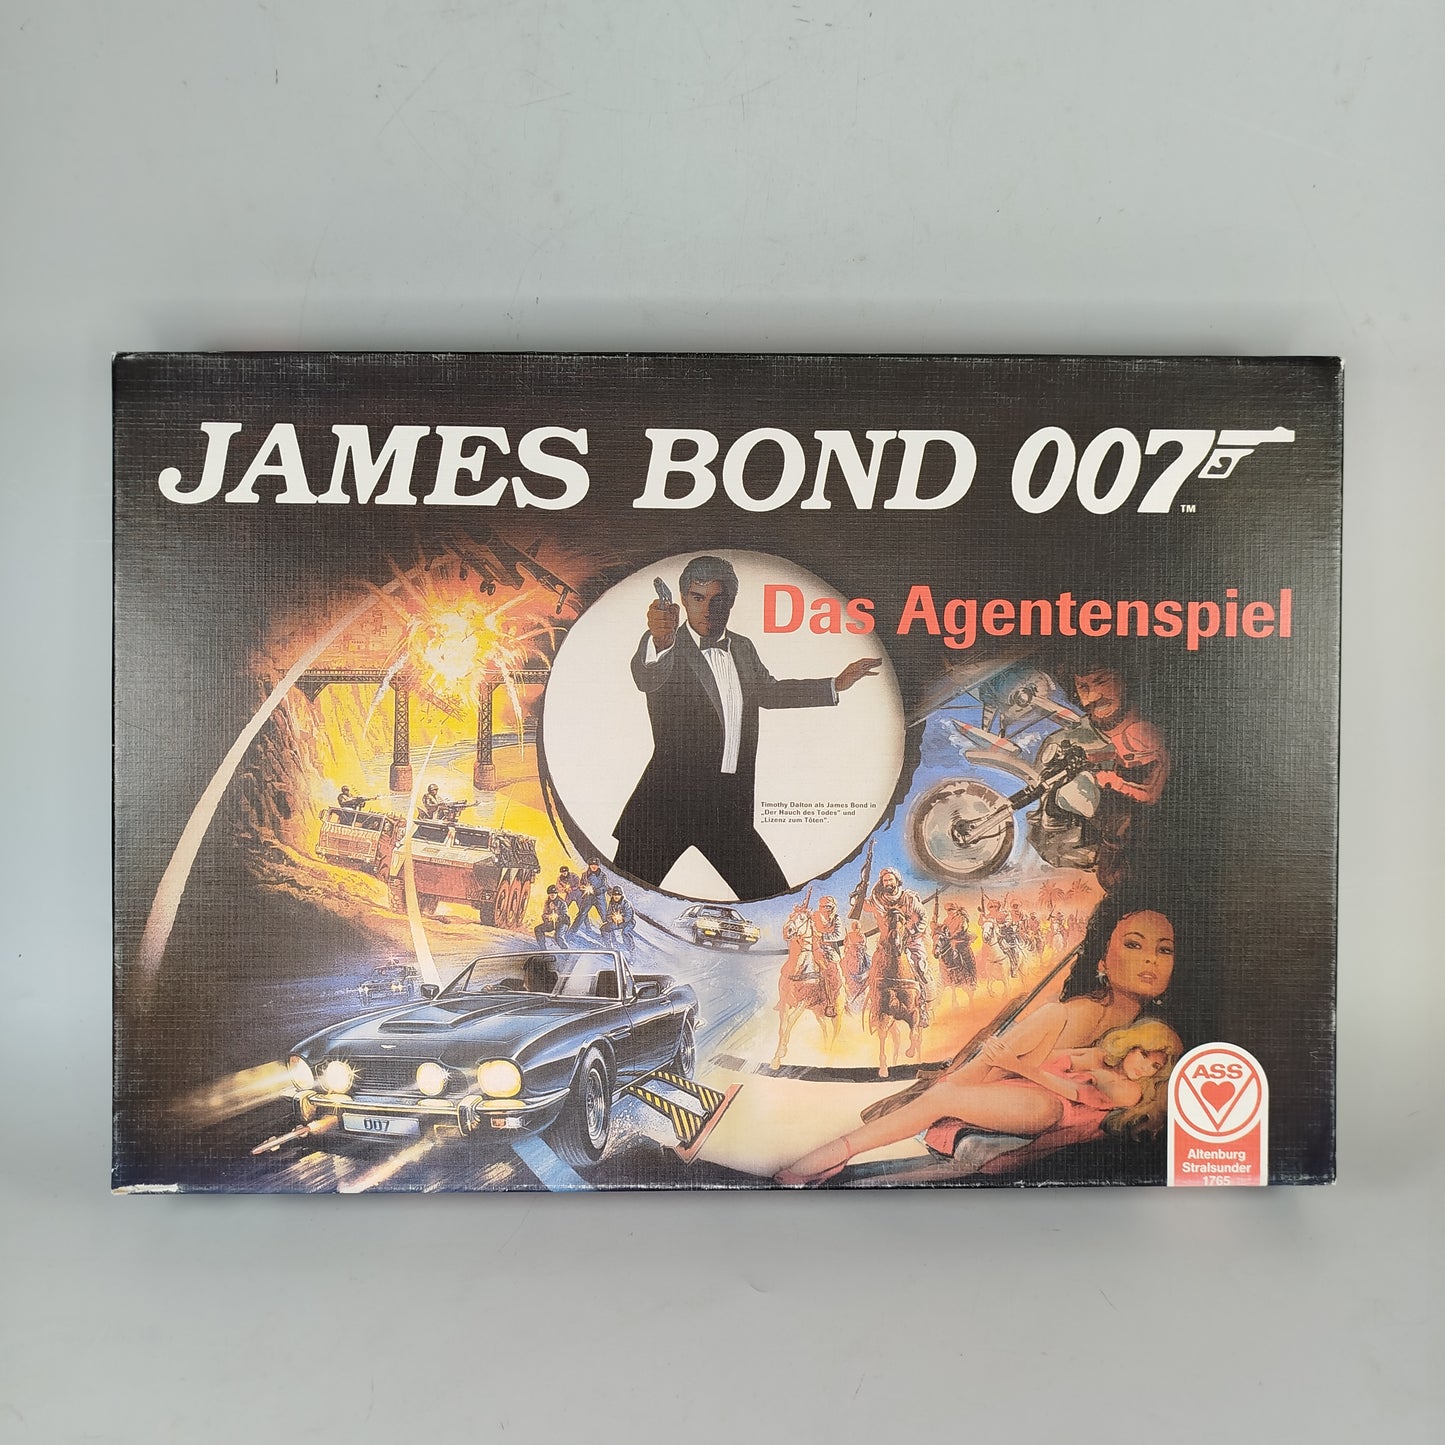 JAMES BOND 007
TM
Das Agentenspiel
Timothy Dalton als James Bond in
„Der Hauch des Todes" und
„Lizenz zum Töten".
007
ASS
Altenburg
Stralsunder
1765